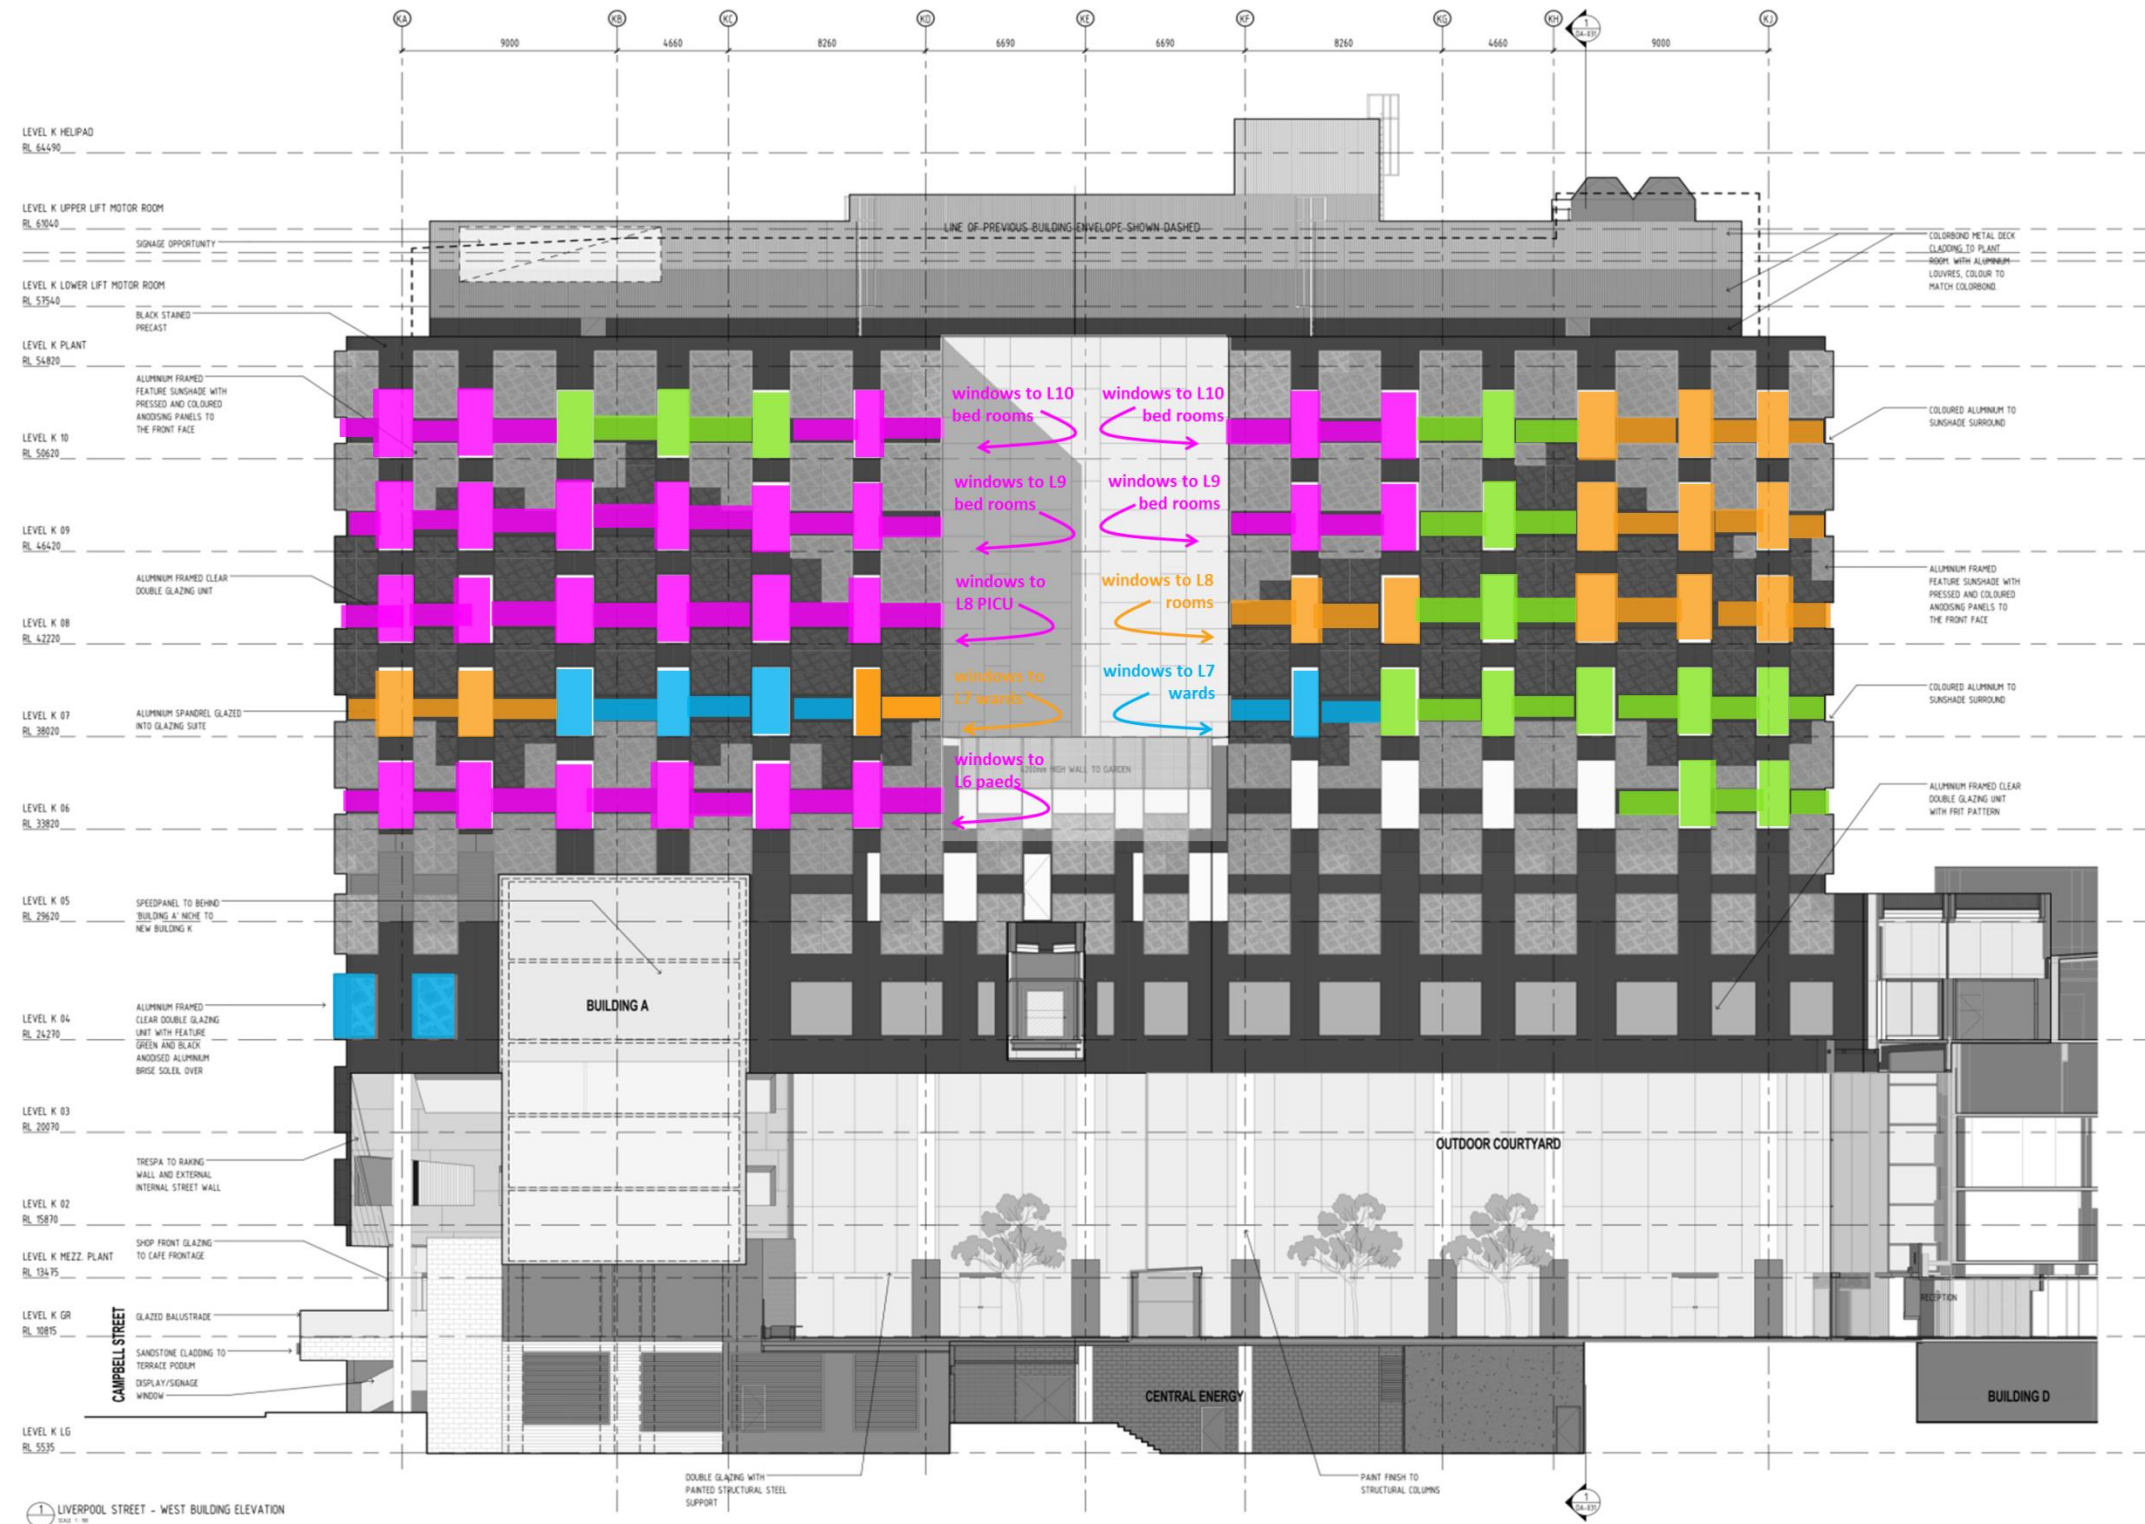 KA KB KC KD KE KF KG KH KJ
1
DA-E31
9000 4660 8260 6690 6690 8260 4660 9000
LEVEL K HELIPAD
RL 64490
LEVEL K UPPER LIFT MOTOR ROOM
RL 61040
LEVEL K LOWER LIFT MOTOR ROOM
RL 57540
LEVEL K PLANT
RL 54820
LEVEL K 10
RL 50620
LEVEL K 09
RL 46420
LEVEL K 08
RL 42220
LEVEL K 07
RL 38020
LEVEL K 06
RL 33820
LEVEL K 05
RL 29620
LEVEL K 04
RL 24270
LEVEL K 03
RL 20070
LEVEL K 02
RL 15870
LEVEL K MEZZ. PLANT
RL 13475
LEVEL K GR
RL 10815
LEVEL K LG
RL 5535
SIGNAGE OPPORTUNITY
BLACK STAINED
PRECAST
ALUMINIUM FRAMED
FEATURE SUNSHADE WITH
PRESSED AND COLOURED
ANODISING PANELS TO
THE FRONT FACE
ALUMINIUM FRAMED CLEAR
DOUBLE GLAZING UNIT
ALUMINIUM SPANDREL GLAZED
INTO GLAZING SUITE
SPEEDPANEL TO BEHIND
'BUILDING A' NICHE TO
NEW BUILDING K
ALUMINIUM FRAMED
CLEAR DOUBLE GLAZING
UNIT WITH FEATURE
GREEN AND BLACK
ANODISED ALUMINIUM
BRISE SOLEIL OVER
TRESPA TO RAKING
WALL AND EXTERNAL
INTERNAL STREET WALL
SHOP FRONT GLAZING
TO CAFE FRONTAGE
GLAZED BALUSTRADE
SANDSTONE CLADDING TO
TERRACE PODIUM
DISPLAY/SIGNAGE
WINDOW
CAMPBELL STREET
LINE OF PREVIOUS BUILDING ENVELOPE SHOWN DASHED
windows to L10
bed rooms
windows to L10
bed rooms
windows to L9
bed rooms
windows to L9
bed rooms
windows to
L8 PICU
windows to L8
rooms
windows to
L7 wards
windows to L7
wards
windows to
L6 paeds
HIGH WALL TO GARDEN
BUILDING A
OUTDOOR COURTYARD
CENTRAL ENERGY
RECEPTION
BUILDING D
COLORBOND METAL DECK
CLADDING TO PLANT
ROOM. WITH ALUMINIUM
LOUVRES, COLOUR TO
MATCH COLORBOND.
COLOURED ALUMINIUM TO
SUNSHADE SURROUND
ALUMINIUM FRAMED
FEATURE SUNSHADE WITH
PRESSED AND COLOURED
ANODISING PANELS TO
THE FRONT FACE
COLOURED ALUMINIUM TO
SUNSHADE SURROUND
ALUMINIUM FRAMED CLEAR
DOUBLE GLAZING UNIT
WITH FRIT PATTERN
DOUBLE GLAZING WITH
PAINTED STRUCTURAL STEEL
SUPPORT
PAINT FINISH TO
STRUCTURAL COLUMNS
1
DA-E31
1 LIVERPOOL STREET - WEST BUILDING ELEVATION